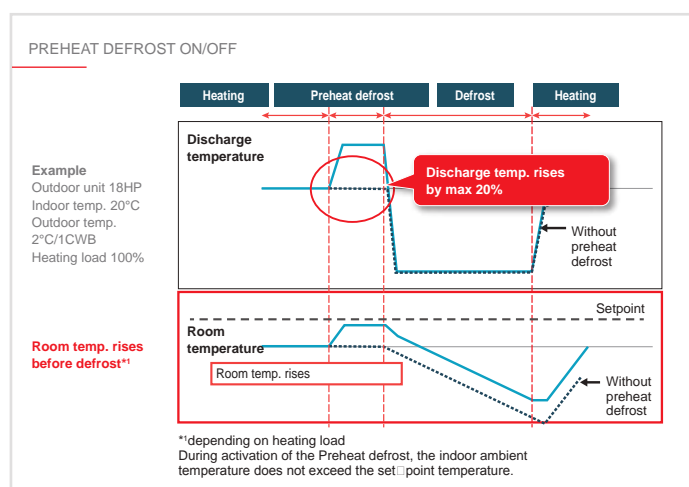 PREHEAT DEFROST ON/OFF
Heating
Preheat defrost
Defrost
Heating
Discharge
temperature
Example
Outdoor unit 18HP
Indoor temp. 20°C
Outdoor temp.
2°C/1CWB
Heating load 100%
Discharge temp. rises
by max 20%
Without
preheat
defrost
Setpoint
Room temp. rises
before defrost*¹
Room
temperature
Room temp. rises
Without
preheat
defrost
*¹depending on heating load
During activation of the Preheat defrost, the indoor ambient
temperature does not exceed the set□point temperature.